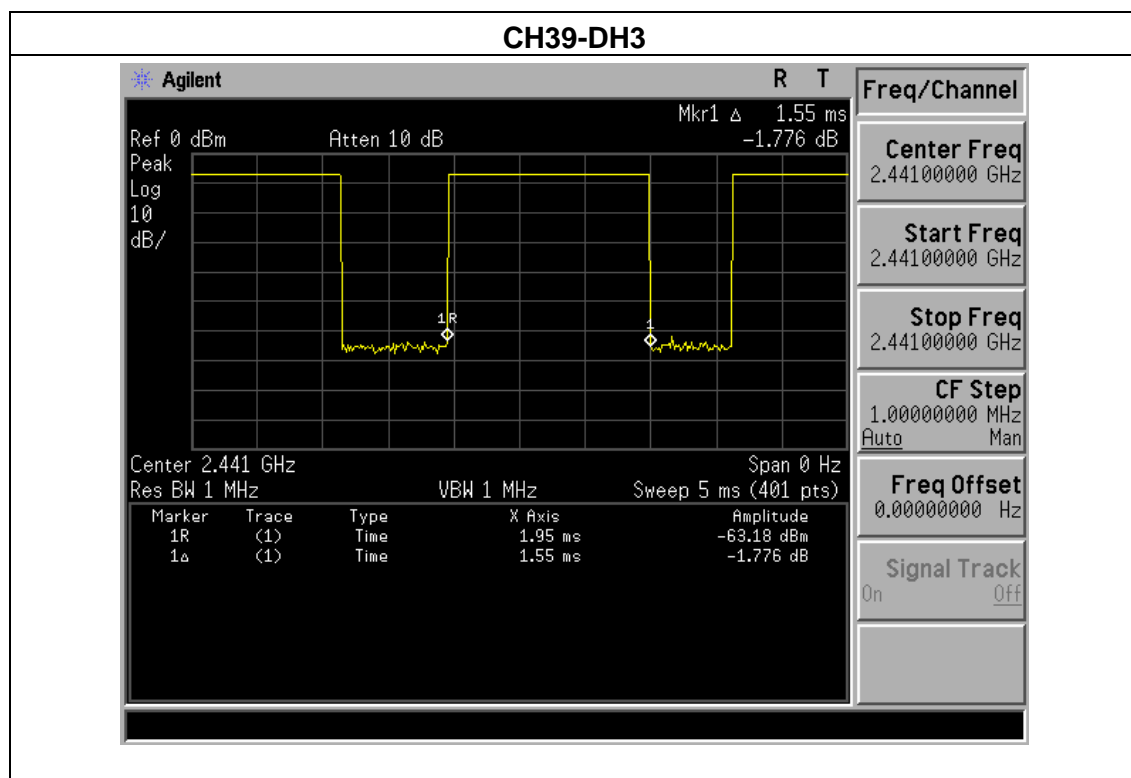 CH39-DH3
Agilent R T
Mkr1 Δ 1.55 ms
Ref 0 dBm Atten 10 dB -1.776 dB
Peak
Log
10
dB/
1R
1
Center 2.441 GHz Span 0 Hz
Res BW 1 MHz VBW 1 MHz Sweep 5 ms (401 pts)
Marker Trace Type X Axis Amplitude
1R (1) Time 1.95 ms -63.18 dBm
1Δ (1) Time 1.55 ms -1.776 dB
Freq/Channel
Center Freq
2.44100000 GHz
Start Freq
2.44100000 GHz
Stop Freq
2.44100000 GHz
CF Step
1.00000000 MHz
Auto Man
Freq Offset
0.00000000 Hz
Signal Track
On Off